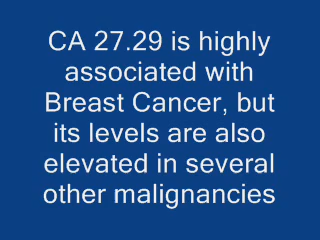 CA 27.29 is highly
associated with
Breast Cancer, but
its levels are also
elevated in several
other malignancies